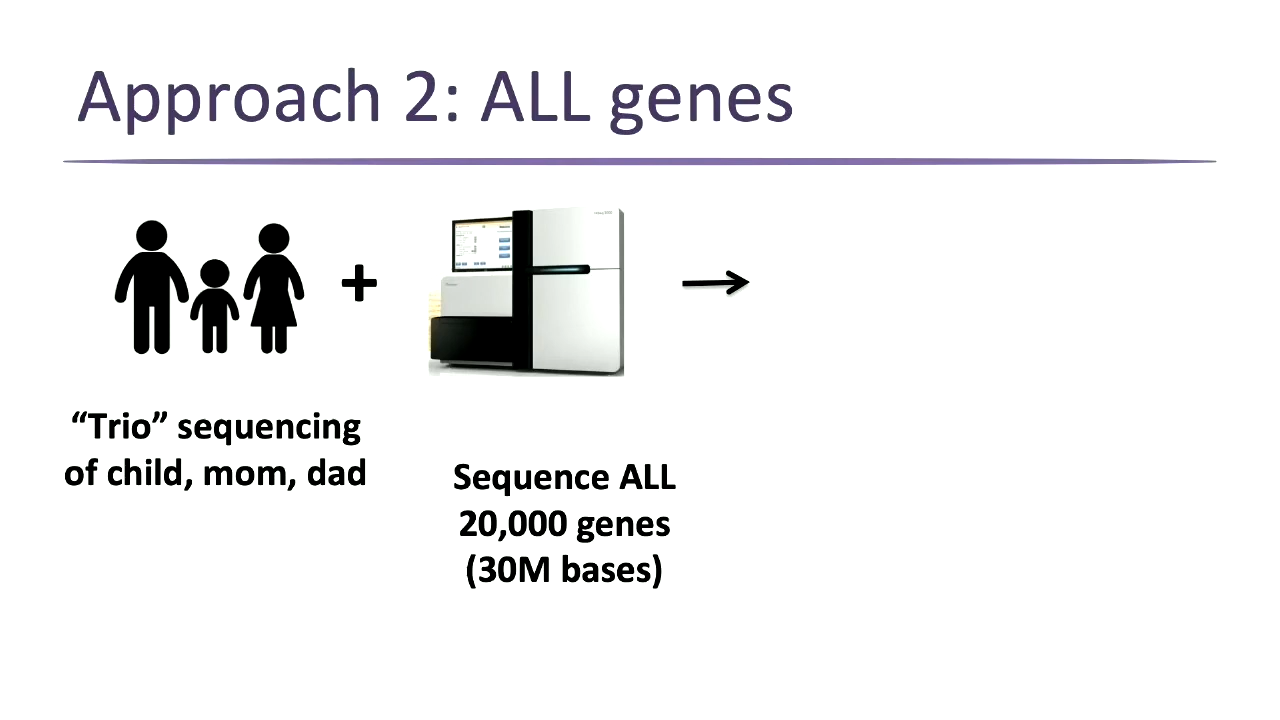 Approach 2: ALL genes
+
“Trio” sequencing
of child, mom, dad
Sequence ALL
20,000 genes
(30M bases)